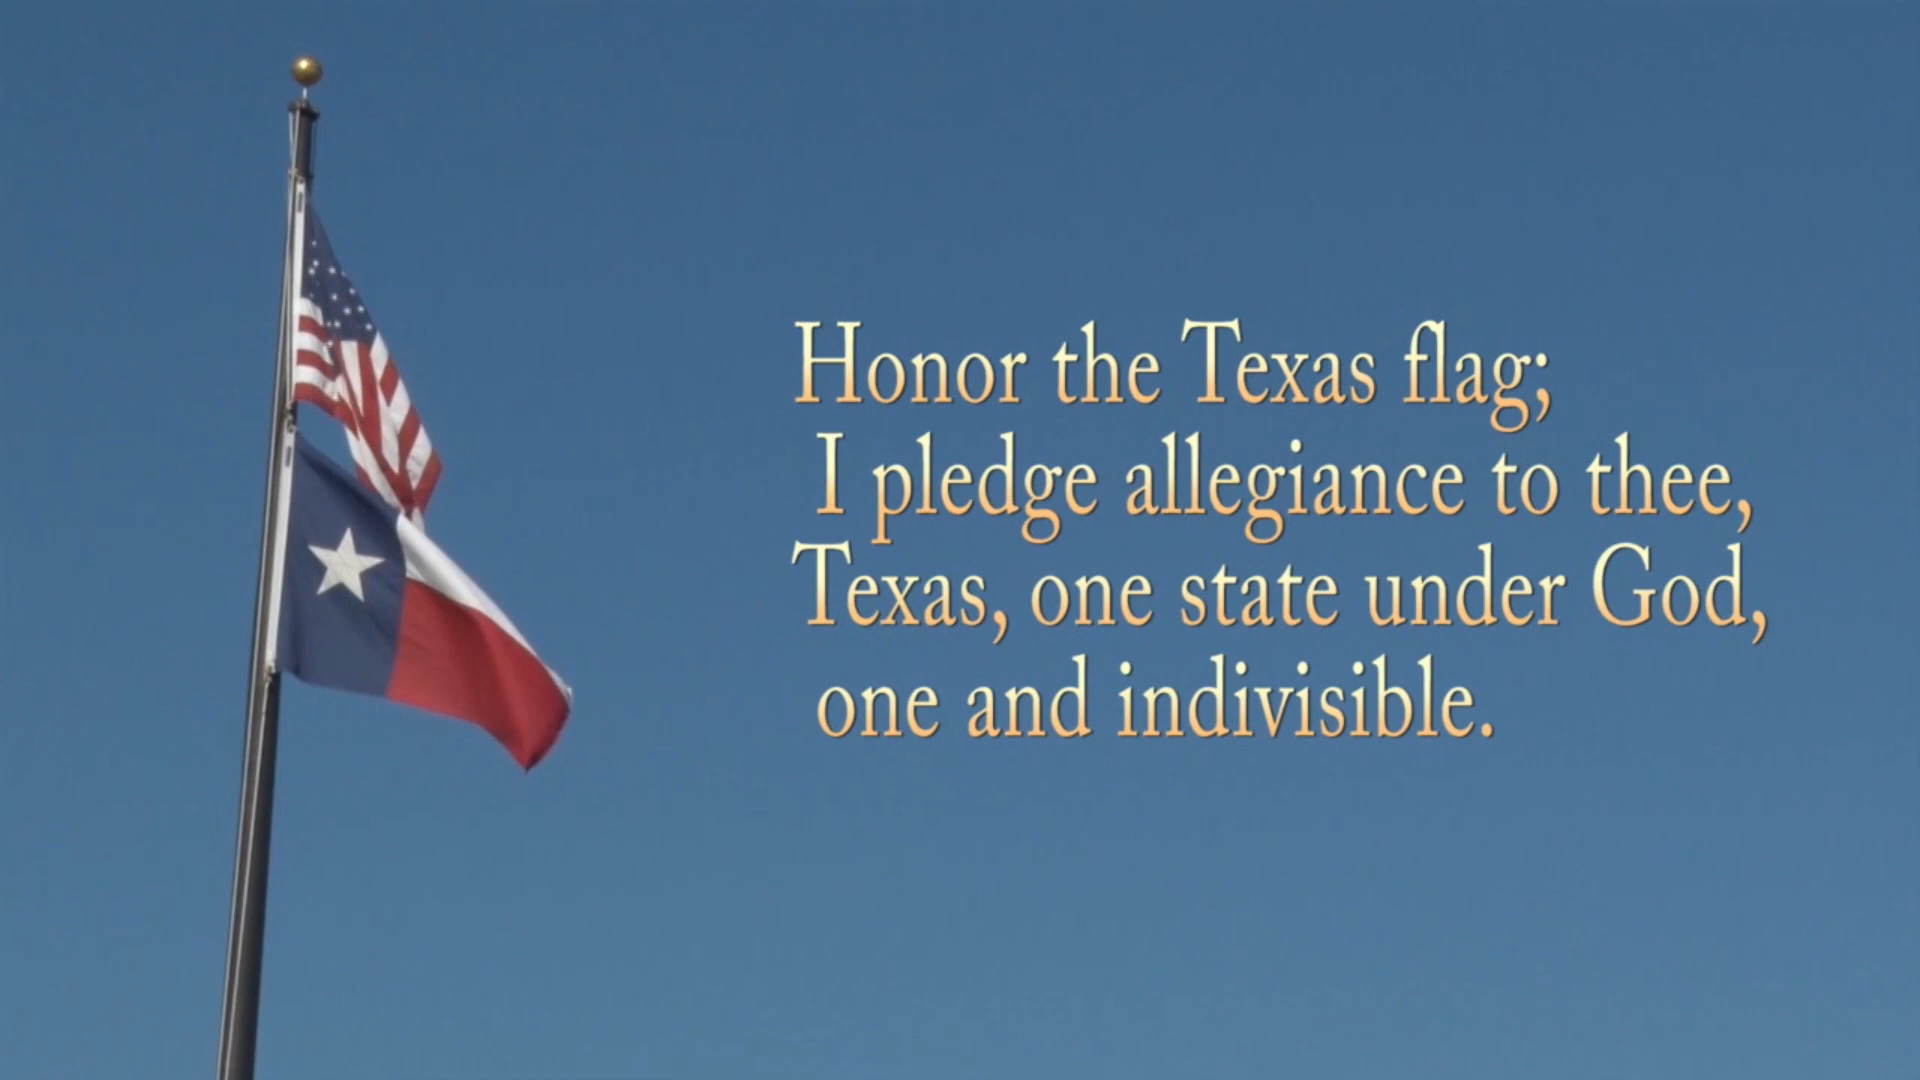 Honor the Texas flag;
I pledge allegiance to thee,
Texas, one state under God,
one and indivisible.